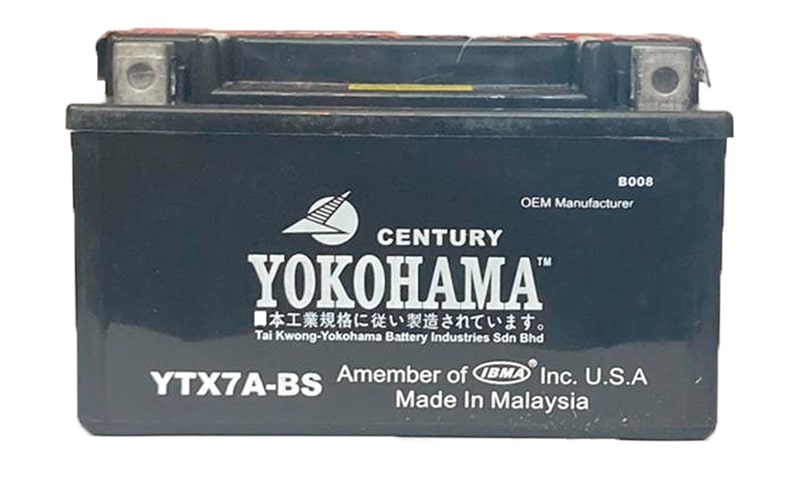 B008
OEM Manufacturer
CENTURY
YOKOHAMA™
■本工業規格に従い製造されています。
Tai Kwong-Yokohama Battery Industries Sdn Bhd
YTX7A-BS
Amember of IBMA® Inc. U.S.A
Made In Malaysia